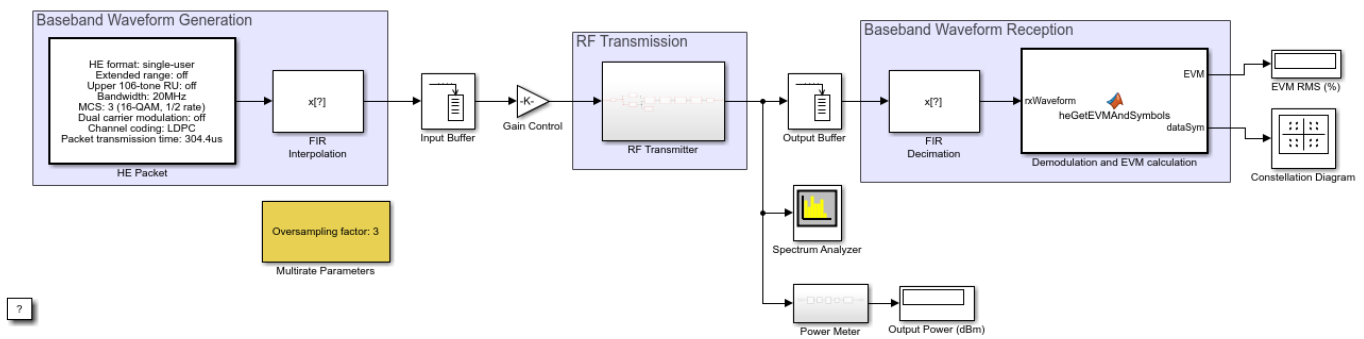 Baseband Waveform Generation
HE format: single-user
Extended range: off
Upper 106-tone RU: off
Bandwidth: 20MHz
MCS: 3 (16-QAM, 1/2 rate)
Dual carrier modulation: off
Channel coding: LDPC
Packet transmission time: 304.4us
HE Packet
x[?]
FIR
Interpolation
Input Buffer
-K-
Gain Control
RF Transmission
RF Transmitter
Output Buffer
Baseband Waveform Reception
x[?]
FIR
Decimation
rxWaveform
heGetEVMAndSymbols
EVM
dataSym
Demodulation and EVM calculation
EVM RMS (%)
Constellation Diagram
Oversampling factor: 3
Multirate Parameters
Spectrum Analyzer
Power Meter
Output Power (dBm)
?